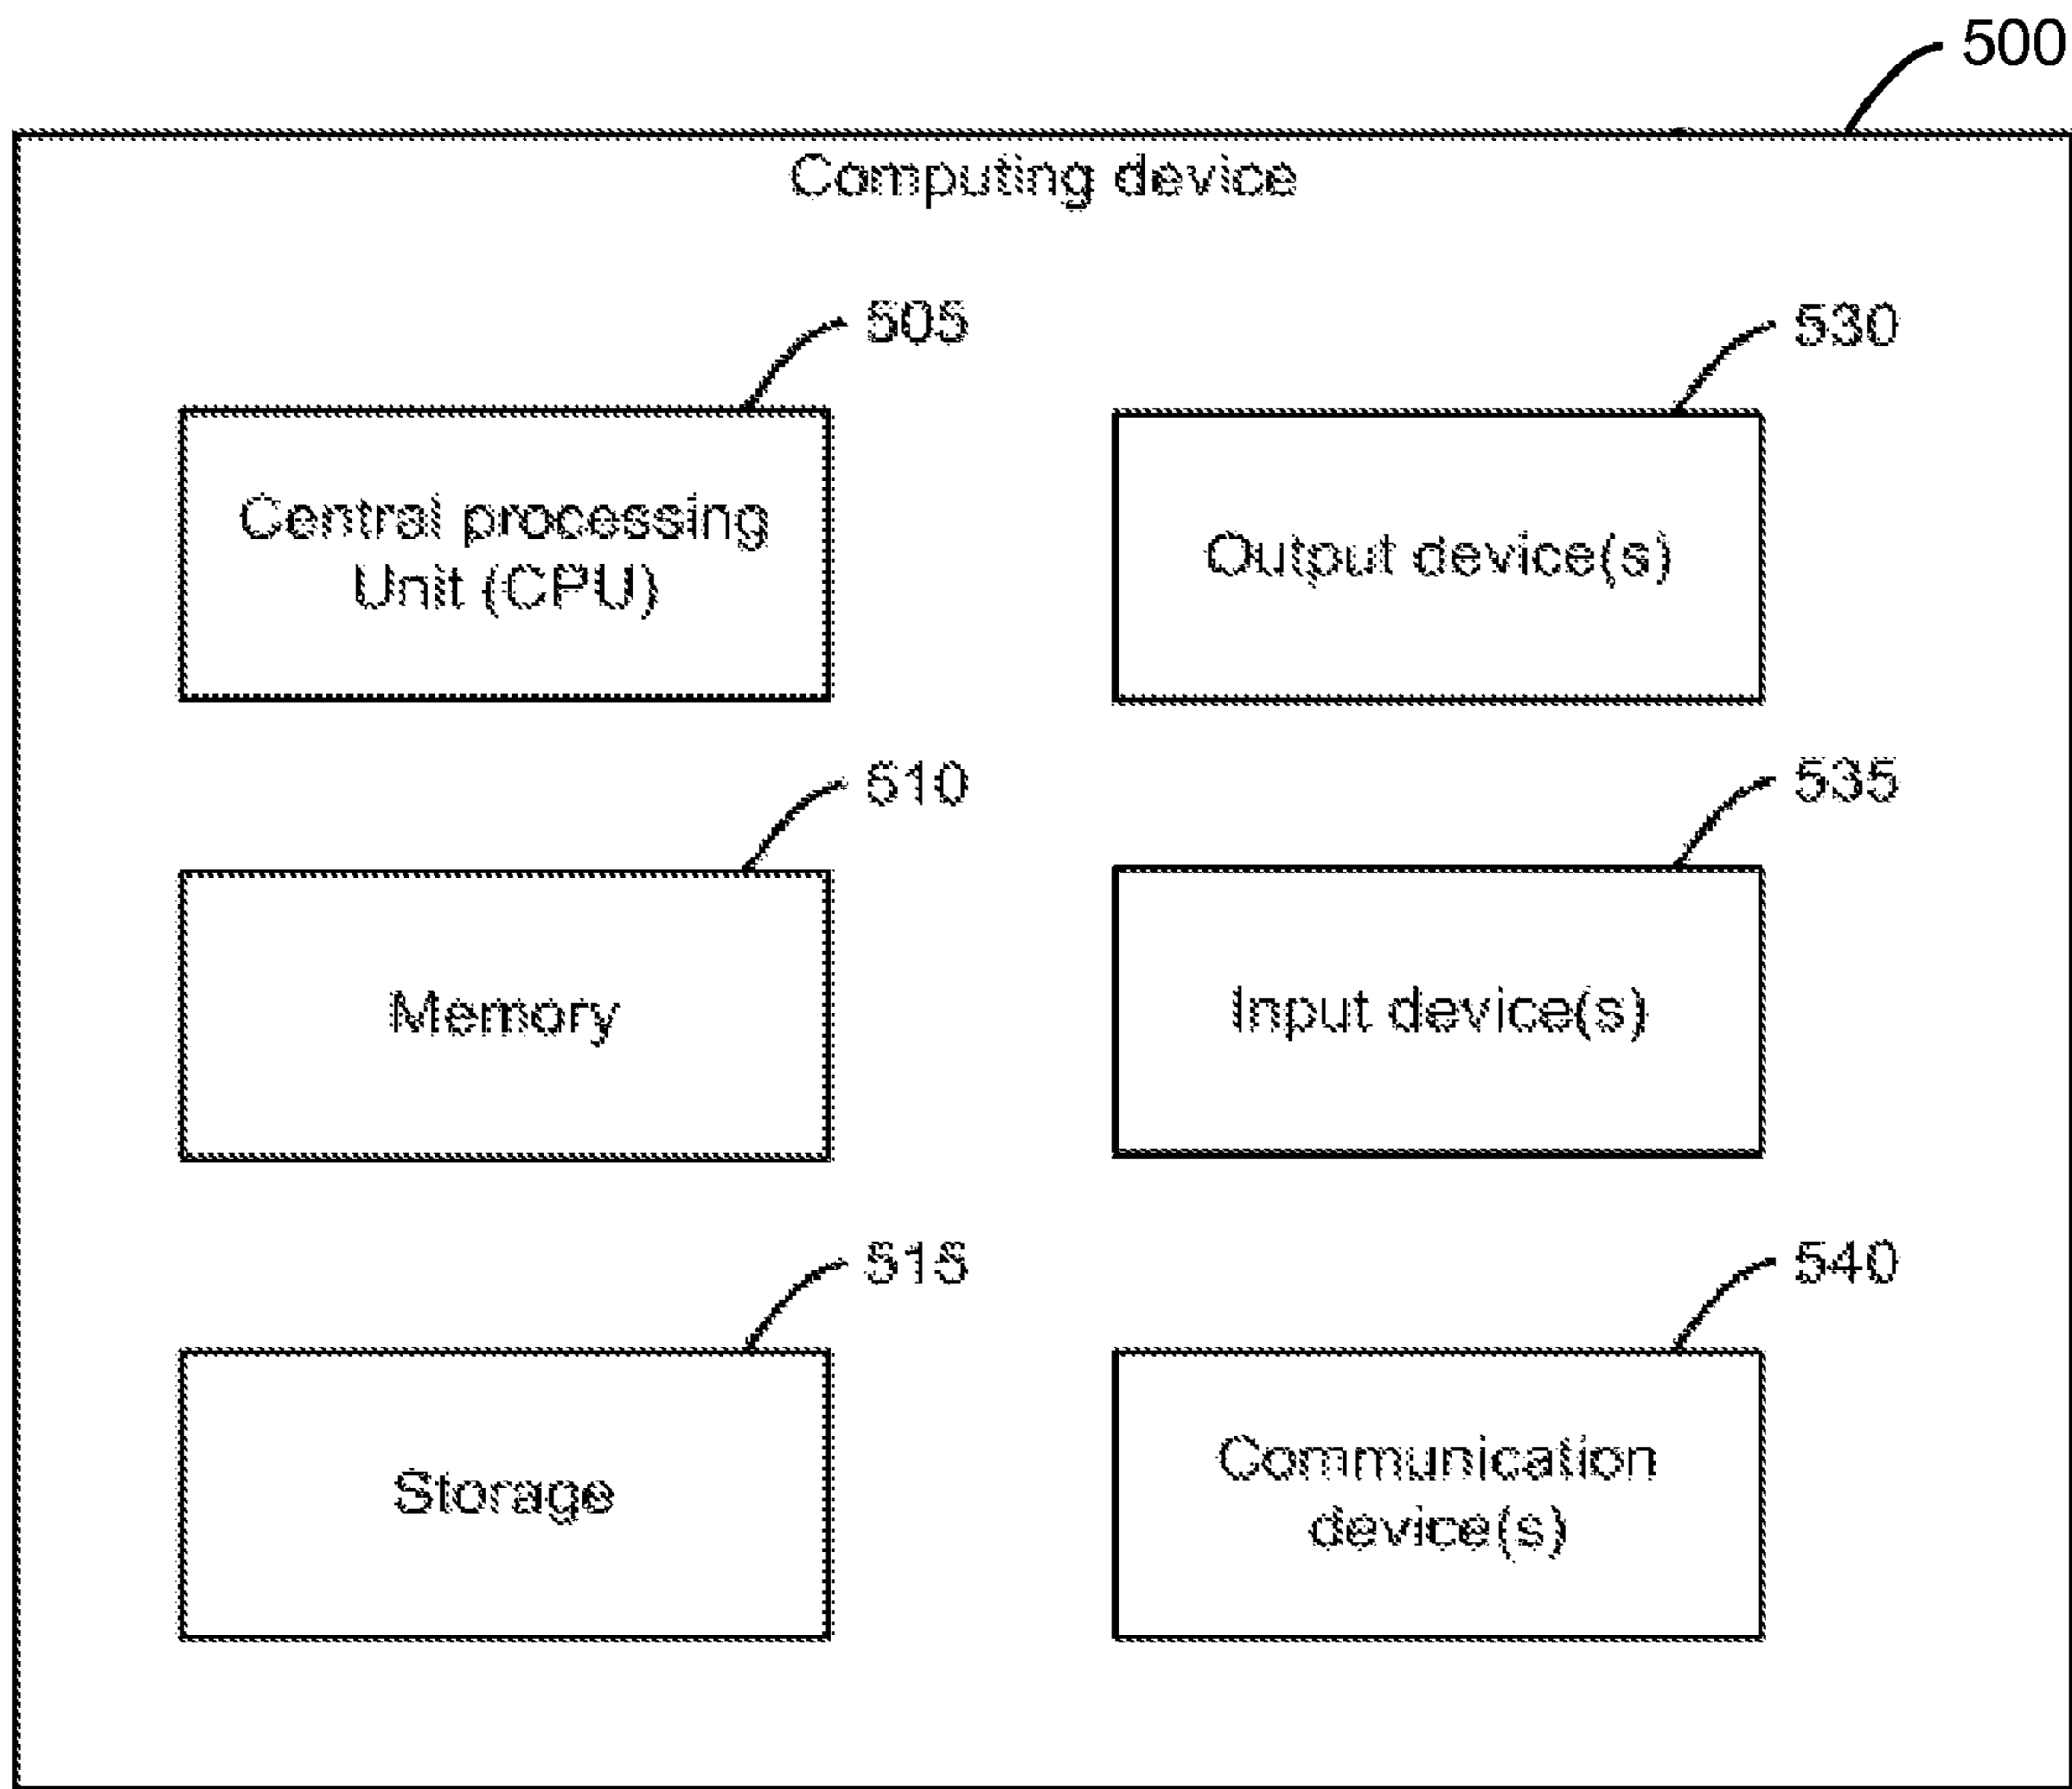 500
Computing device
505
530
Central processing
Unit (CPU)
Output device(s)
510
535
Memory
Input device(s)
515
540
Storage
Communication
device(s)